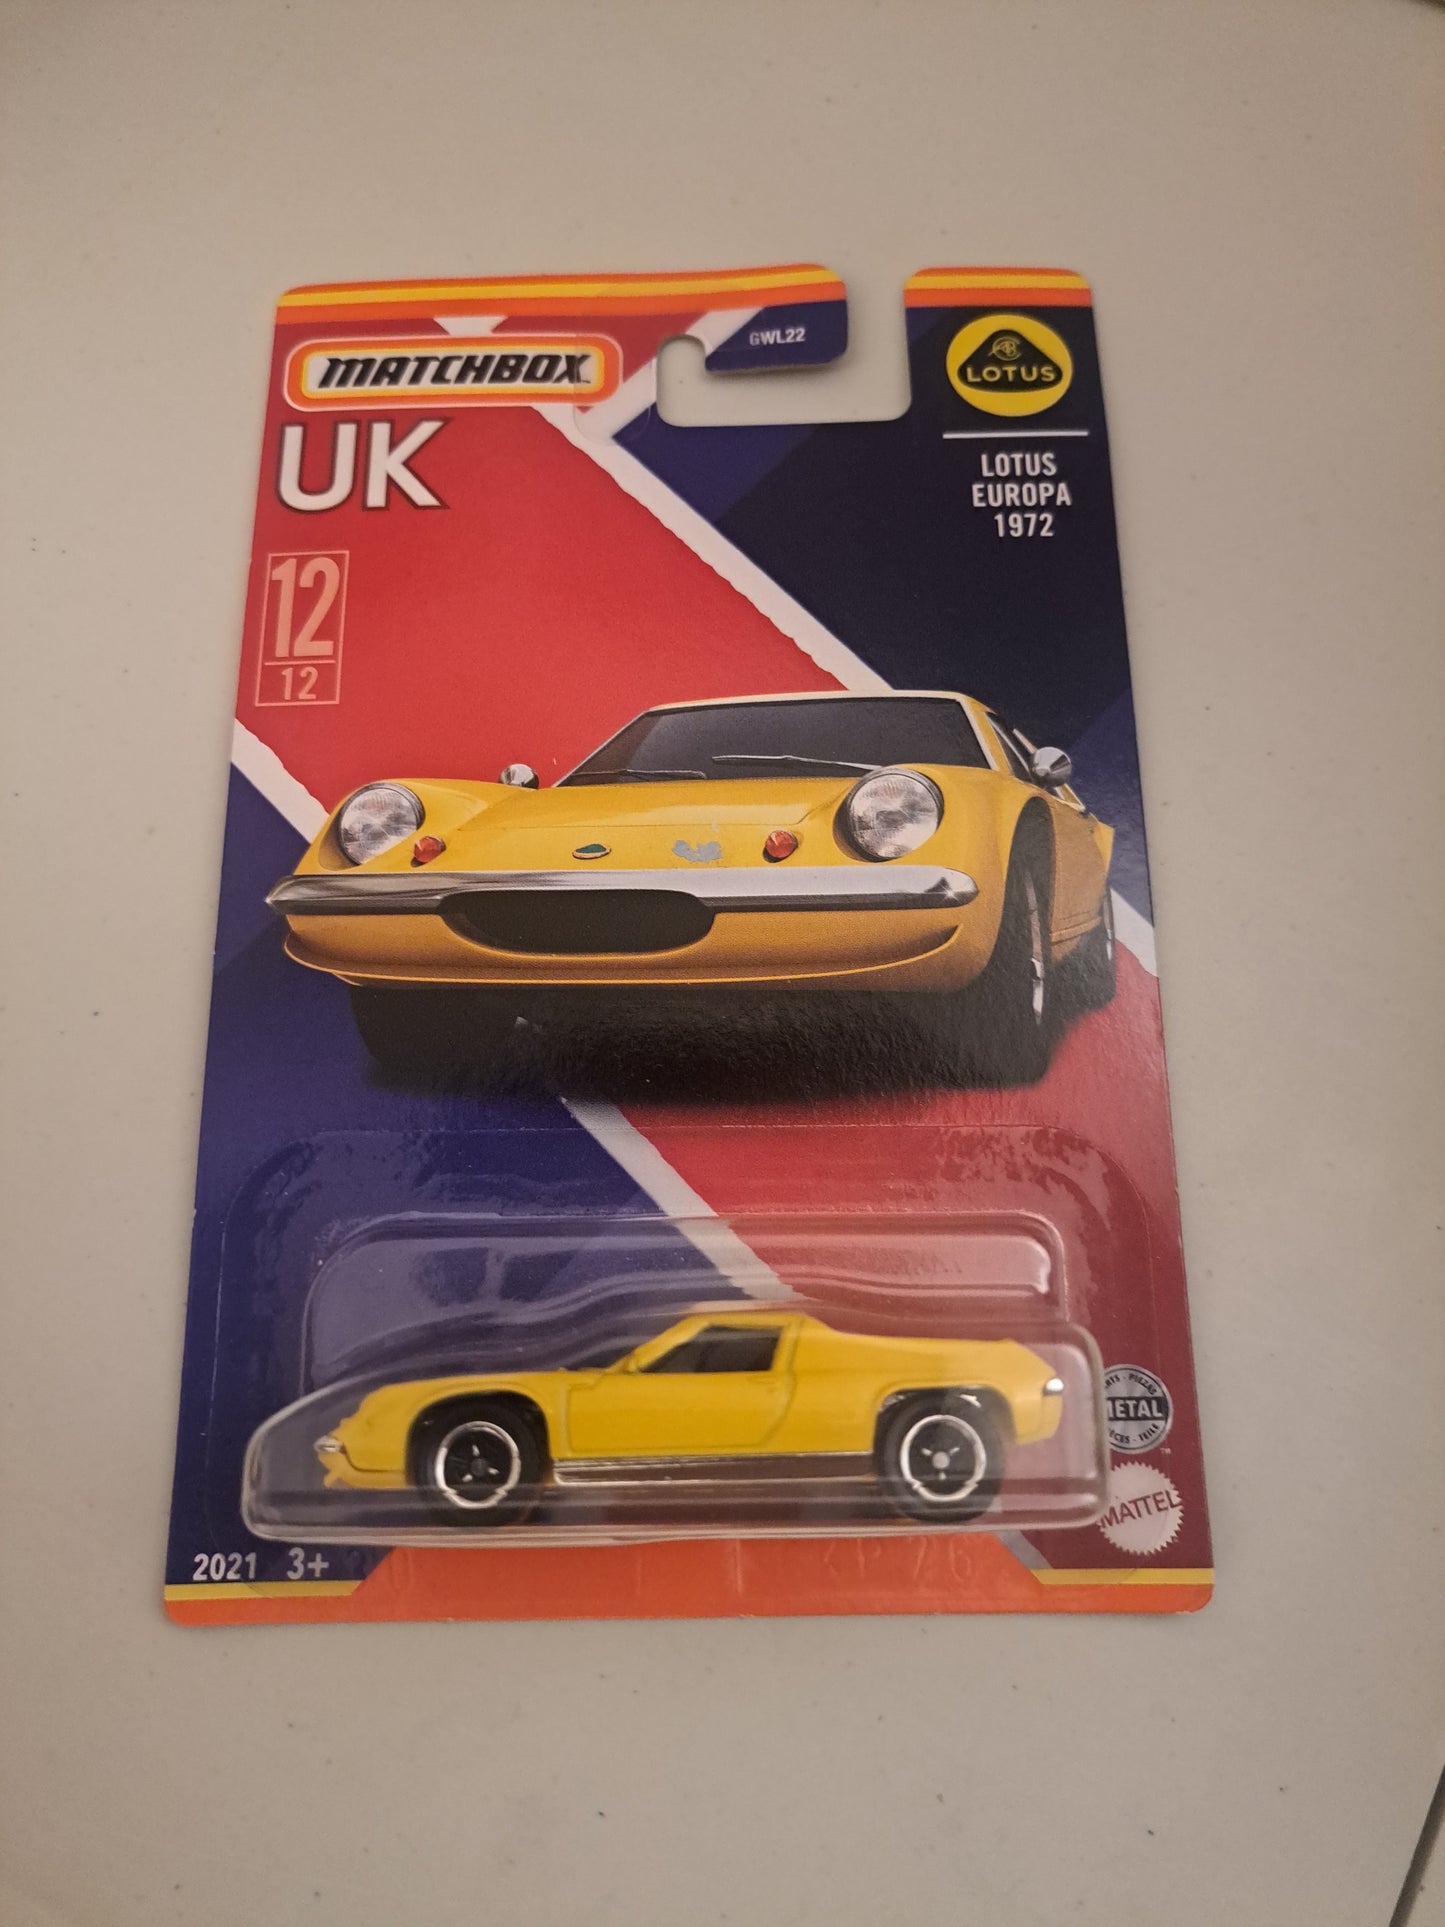 GWL22
MATCHBOX
UK
12
12
LOTUS
LOTUS
EUROPA
1972
METAL
MATTEL
2021 3+